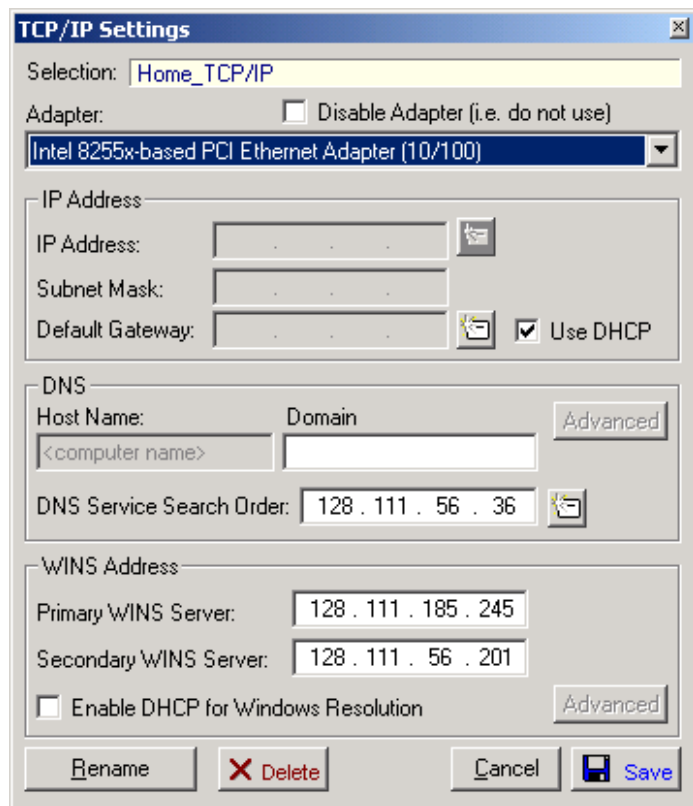 TCP/IP Settings
Selection: Home_TCP/IP
Adapter: Disable Adapter (i.e. do not use)
Intel 8255x-based PCI Ethernet Adapter (10/100)
IP Address
IP Address: . . .
Subnet Mask: . . .
Default Gateway: . . . Use DHCP
DNS
Host Name: Domain Advanced
<computer name>
DNS Service Search Order: 128 . 111 . 56 . 36
WINS Address
Primary WINS Server: 128 . 111 . 185 . 245
Secondary WINS Server: 128 . 111 . 56 . 201
Enable DHCP for Windows Resolution Advanced
Rename Delete Cancel Save